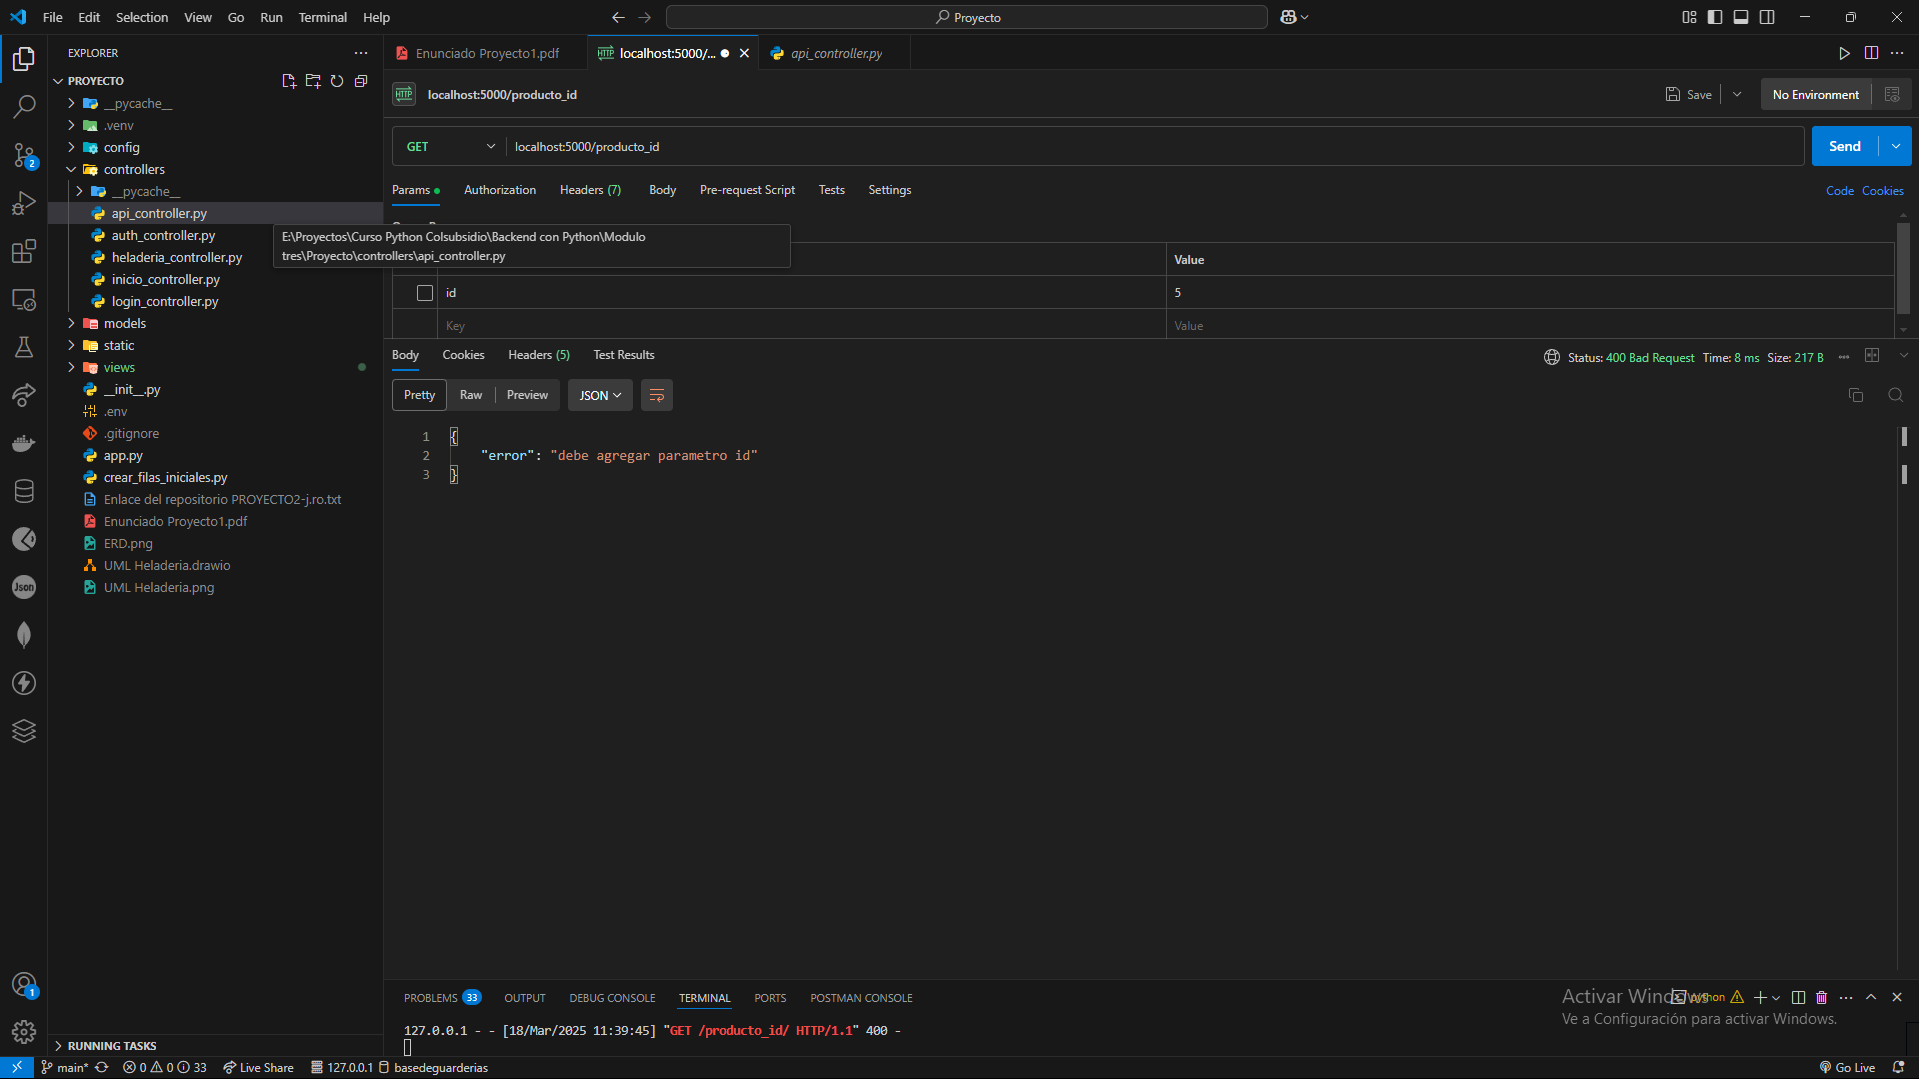 File Edit Selection View Go Run Terminal Help
Proyecto
EXPLORER
PROYECTO
__pycache__
.venv
config
controllers
__pycache__
api_controller.py
auth_controller.py
heladeria_controller.py
inicio_controller.py
login_controller.py
models
static
views
__init__.py
.env
.gitignore
app.py
crear_filas_iniciales.py
Enlace del repositorio PROYECTO2-j.ro.txt
Enunciado Proyecto1.pdf
ERD.png
UML Heladeria.drawio
UML Heladeria.png
RUNNING TASKS
2
Json
1
Enunciado Proyecto1.pdf
HTTP localhost:5000/...
api_controller.py
HTTP localhost:5000/producto_id
Save
No Environment
GET localhost:5000/producto_id
Send
Params Authorization Headers (7) Body Pre-request Script Tests Settings
Code Cookies
E:\Proyectos\Curso Python Colsubsidio\Backend con Python\Modulo
tres\Proyecto\controllers\api_controller.py
Value
id 5
Key Value
Body Cookies Headers (5) Test Results
Status: 400 Bad Request Time: 8 ms Size: 217 B
Pretty Raw Preview JSON
1 {
2 "error": "debe agregar parametro id"
3 }
PROBLEMS 33 OUTPUT DEBUG CONSOLE TERMINAL PORTS POSTMAN CONSOLE
python
Activar Windows
Ve a Configuración para activar Windows.
127.0.0.1 - - [18/Mar/2025 11:39:45] "GET /producto_id/ HTTP/1.1" 400 -
main* 0 0 33 Live Share 127.0.0.1 basedeguarderias
Go Live